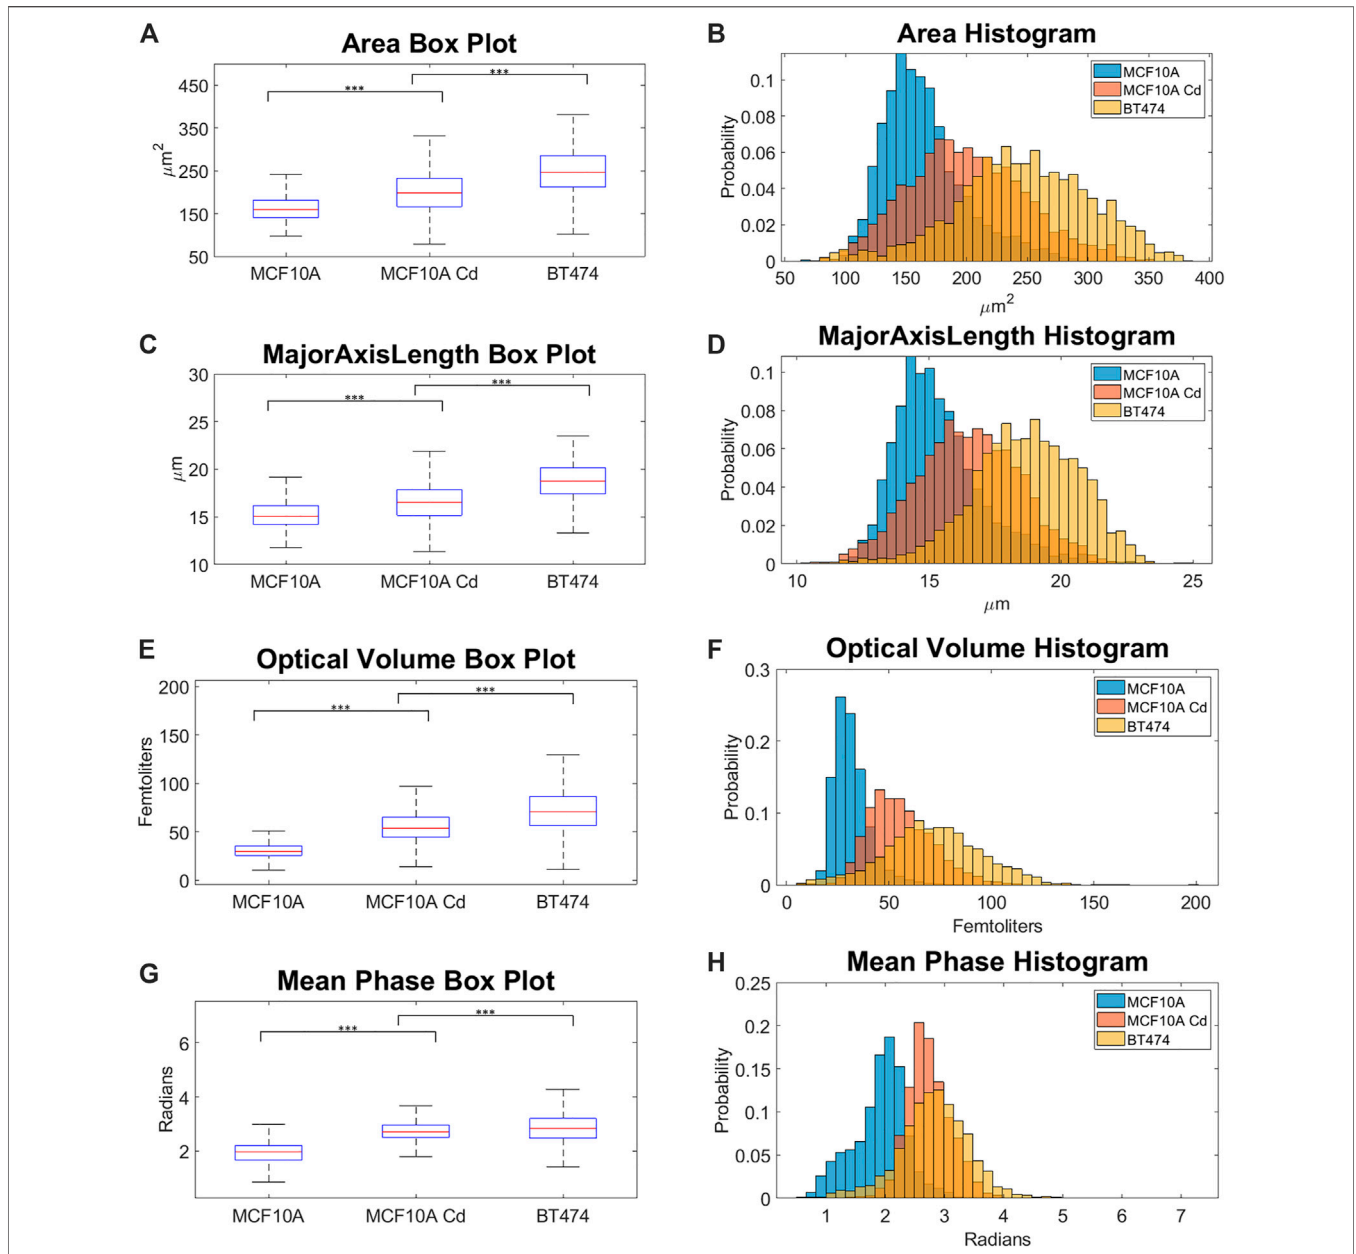 A
Area Box Plot
450
350
250
150
50
μm2
***
***
MCF10A
MCF10A Cd
BT474
B
Area Histogram
0.1
0.08
0.06
0.04
0.02
0
Probability
MCF10A
MCF10A Cd
BT474
50
100
150
200
250
300
350
400
μm2
C
MajorAxisLength Box Plot
30
25
20
15
10
μm
***
***
MCF10A
MCF10A Cd
BT474
D
MajorAxisLength Histogram
0.1
0.08
0.06
0.04
0.02
0
Probability
MCF10A
MCF10A Cd
BT474
10
15
20
25
μm
E
Optical Volume Box Plot
200
150
100
50
0
Femtoliters
***
***
MCF10A
MCF10A Cd
BT474
F
Optical Volume Histogram
0.3
0.2
0.1
0
Probability
MCF10A
MCF10A Cd
BT474
0
50
100
150
200
Femtoliters
G
Mean Phase Box Plot
6
4
2
Radians
***
***
MCF10A
MCF10A Cd
BT474
H
Mean Phase Histogram
0.25
0.2
0.15
0.1
0.05
0
Probability
MCF10A
MCF10A Cd
BT474
1
2
3
4
5
6
7
Radians